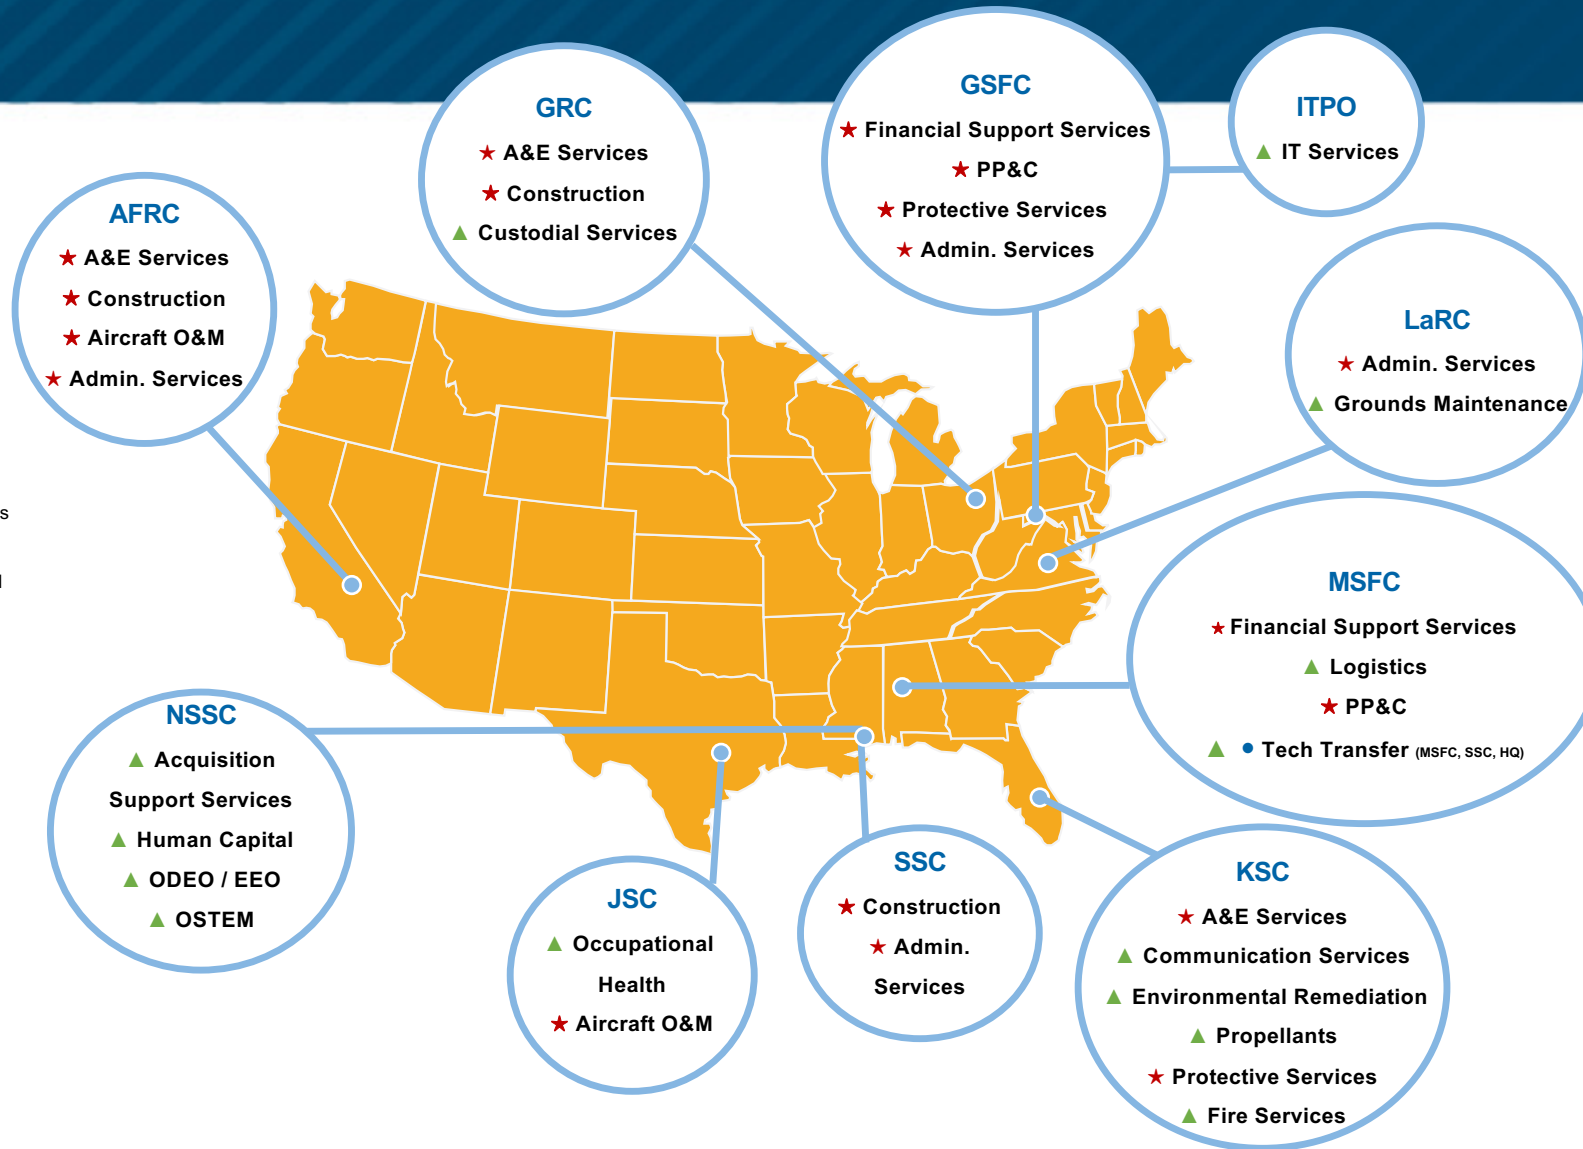 GRC
★ A&E Services
★ Construction
▲ Custodial Services
GSFC
★ Financial Support Services
★ PP&C
★ Protective Services
★ Admin. Services
ITPO
▲ IT Services
AFRC
★ A&E Services
★ Construction
★ Aircraft O&M
★ Admin. Services
LaRC
★ Admin. Services
▲ Grounds Maintenance
MSFC
★ Financial Support Services
▲ Logistics
★ PP&C
▲ • Tech Transfer (MSFC, SSC, HQ)
NSSC
▲ Acquisition
Support Services
▲ Human Capital
▲ ODEO / EEO
▲ OSTEM
JSC
▲ Occupational
Health
★ Aircraft O&M
SSC
★ Construction
★ Admin.
Services
KSC
★ A&E Services
▲ Communication Services
▲ Environmental Remediation
▲ Propellants
★ Protective Services
▲ Fire Services